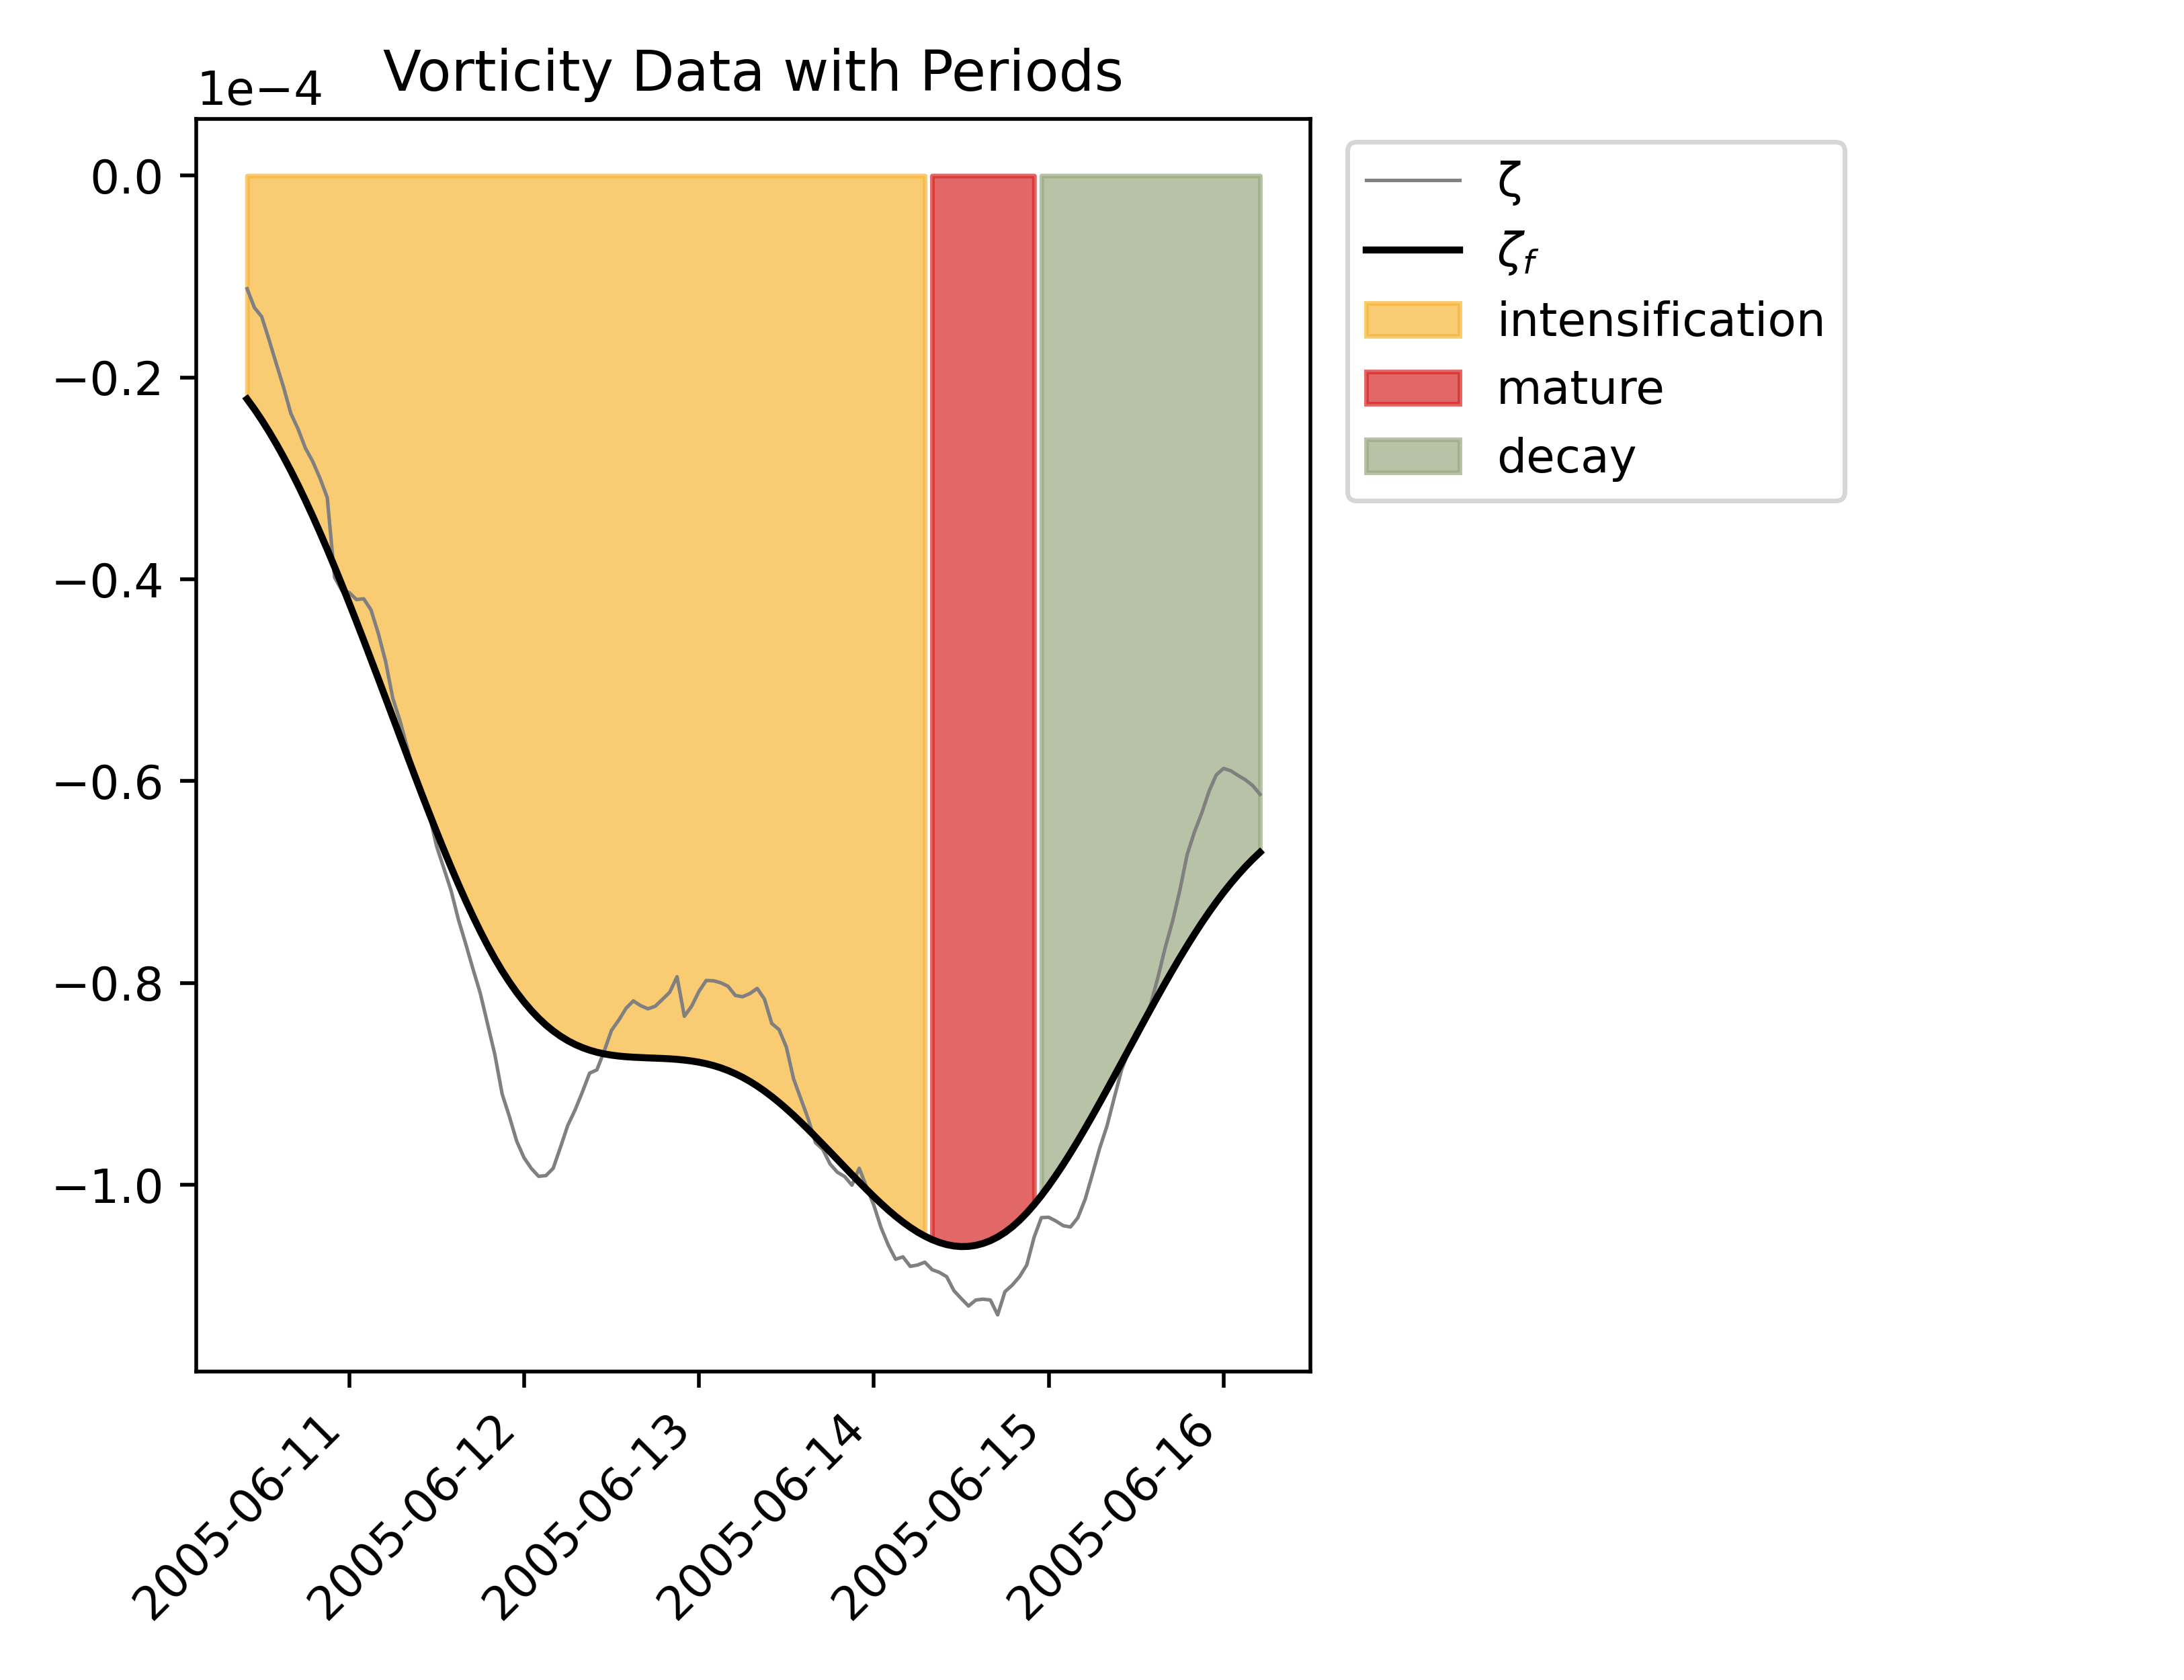 Vorticity Data with Periods
1e−4
0.0
−0.2
−0.4
−0.6
−0.8
−1.0
2005-06-11
2005-06-12
2005-06-13
2005-06-14
2005-06-15
2005-06-16
ζ
ζf
intensification
mature
decay